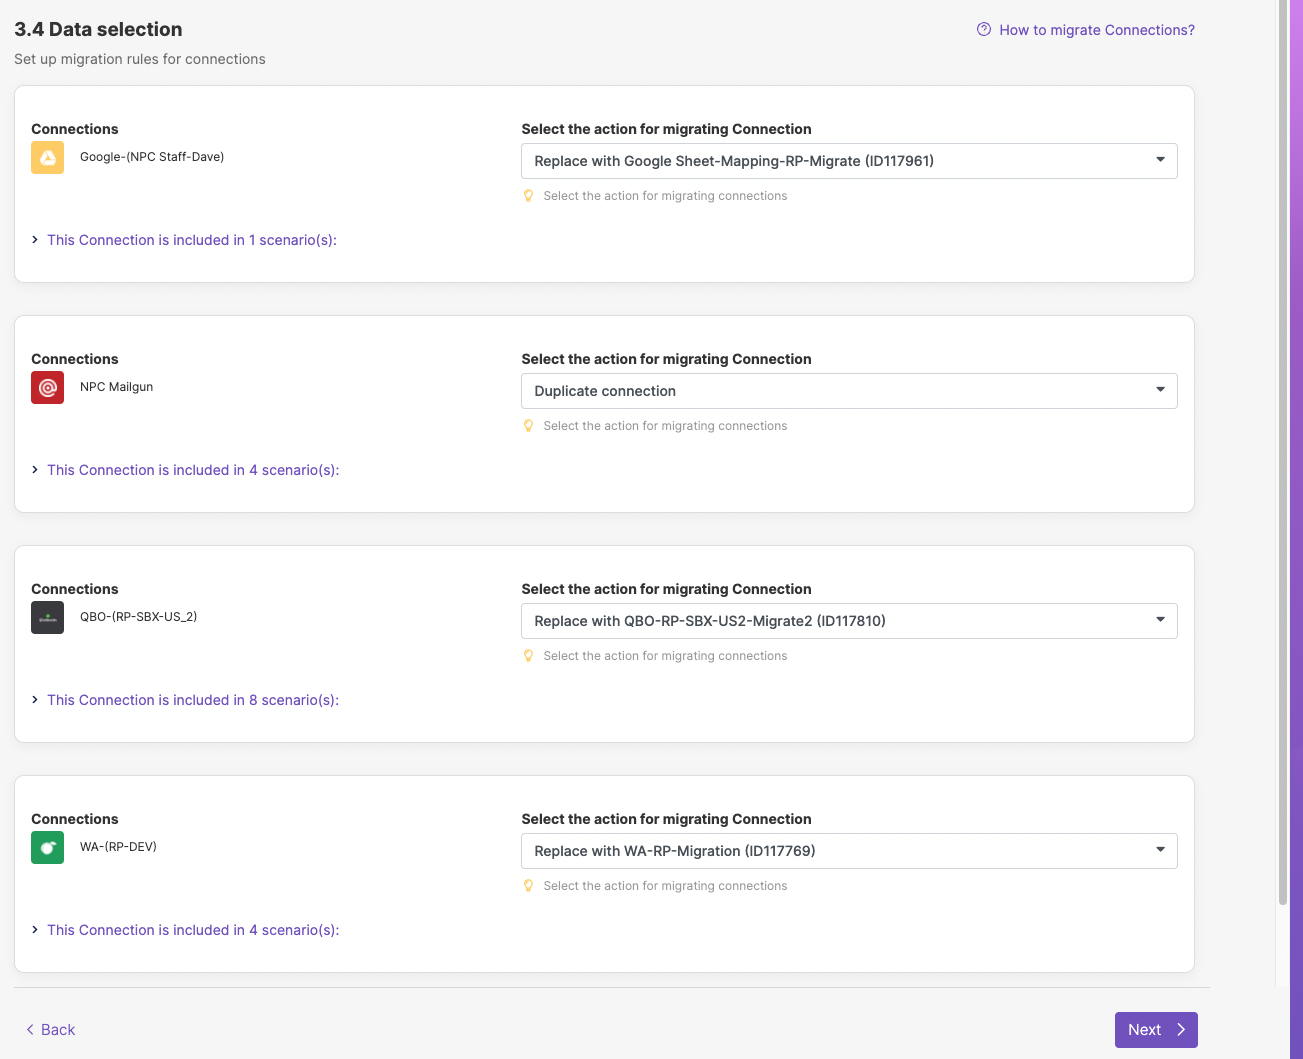 3.4 Data selection
How to migrate Connections?
Set up migration rules for connections
Connections
Select the action for migrating Connection
Google-(NPC Staff-Dave)
Replace with Google Sheet-Mapping-RP-Migrate (ID117961)
Select the action for migrating connections
This Connection is included in 1 scenario(s):
Connections
Select the action for migrating Connection
NPC Mailgun
Duplicate connection
Select the action for migrating connections
This Connection is included in 4 scenario(s):
Connections
Select the action for migrating Connection
QBO-(RP-SBX-US_2)
Replace with QBO-RP-SBX-US2-Migrate2 (ID117810)
Select the action for migrating connections
This Connection is included in 8 scenario(s):
Connections
Select the action for migrating Connection
WA-(RP-DEV)
Replace with WA-RP-Migration (ID117769)
Select the action for migrating connections
This Connection is included in 4 scenario(s):
Back
Next